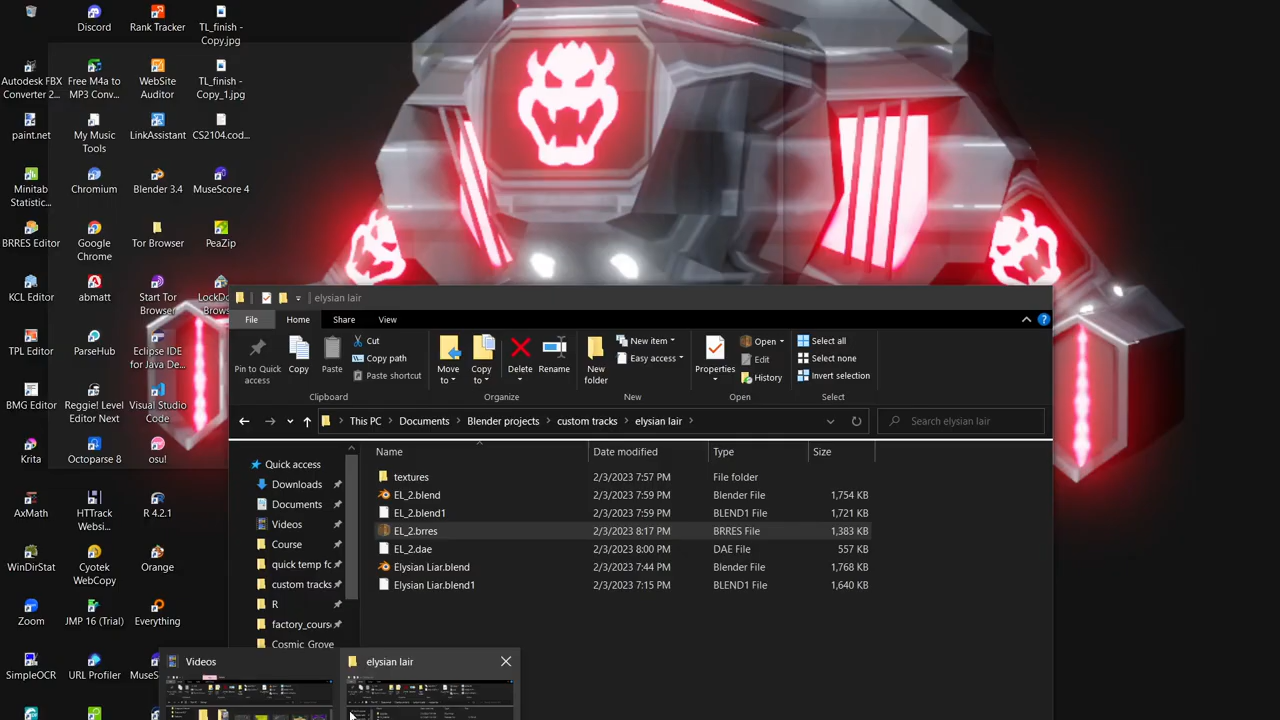 Discord
Rank Tracker
TL_finish -
Copy.jpg
Autodesk FBX
Converter 2...
Free M4a to
MP3 Conv...
WebSite
Auditor
TL_finish -
Copy_1.jpg
paint.net
My Music
Tools
LinkAssistant
CS2104.cod...
Minitab
Statistic...
Chromium
Blender 3.4
MuseScore 4
BRRES Editor
Google
Chrome
Tor Browser
PeaZip
KCL Editor
abmatt
Start Tor
Browser
LockDo
Brows
TPL Editor
ParseHub
Eclipse IDE
for Java De...
BMG Editor
Reggie! Level
Editor Next
Visual Studio
Code
Krita
Octoparse 8
osu!
AxMath
HTTrack
Websi...
R 4.2.1
WinDirStat
Cyotek
WebCopy
Orange
Zoom
JMP 16 (Trial)
Everything
SimpleOCR
URL Profiler
MuseS
elysian lair
File
Home
Share
View
Pin to Quick
access
Copy
Paste
Cut
Copy path
Paste shortcut
Clipboard
Move
to
Copy
to
Delete
Rename
Organize
New
folder
New item
Easy access
New
Properties
Open
Edit
History
Open
Select all
Select none
Invert selection
Select
This PC > Documents > Blender projects > custom tracks > elysian lair >
Search elysian lair
Name Date modified Type Size
Quick access
Downloads
Documents
Videos
Course
quick temp fo
custom tracks
R
factory_cours
Cosmic Grove
textures 2/3/2023 7:57 PM File folder
EL_2.blend 2/3/2023 7:59 PM Blender File 1,754 KB
EL_2.blend1 2/3/2023 7:59 PM BLEND1 File 1,721 KB
EL_2.brres 2/3/2023 8:17 PM BRRES File 1,383 KB
EL_2.dae 2/3/2023 8:00 PM DAE File 557 KB
Elysian Liar.blend 2/3/2023 7:44 PM Blender File 1,768 KB
Elysian Liar.blend1 2/3/2023 7:15 PM BLEND1 File 1,640 KB
Videos
elysian lair